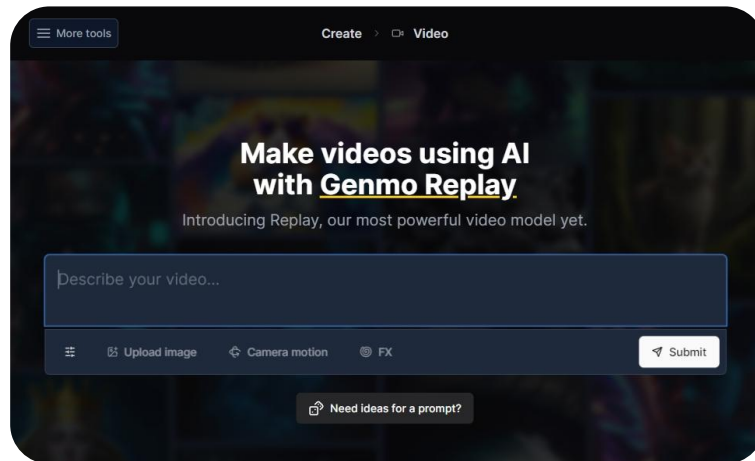 More tools
Create > Video
Make videos using AI
with Genmo Replay
Introducing Replay, our most powerful video model yet.
Describe your video...
Upload image Camera motion FX Submit
Need ideas for a prompt?